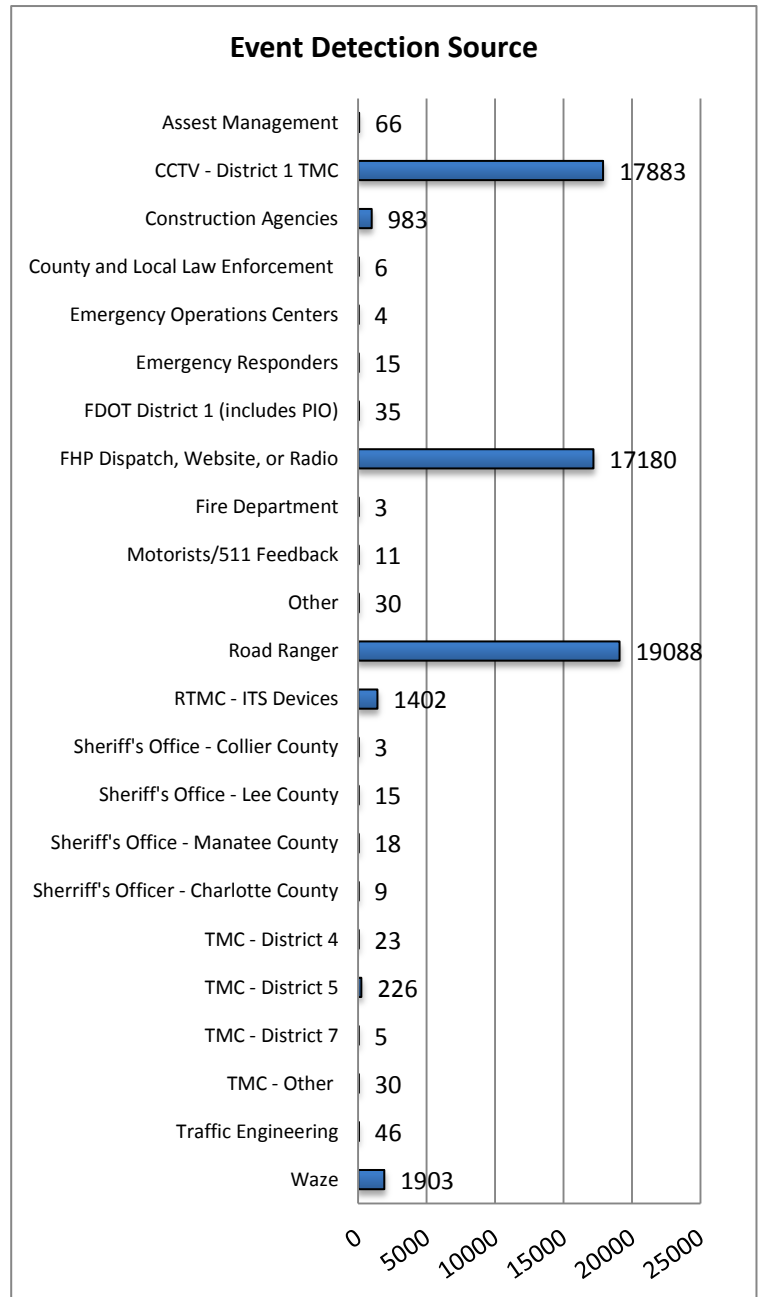 Event Detection Source
Assest Management 66
CCTV - District 1 TMC 17883
Construction Agencies 983
County and Local Law Enforcement 6
Emergency Operations Centers 4
Emergency Responders 15
FDOT District 1 (includes PIO) 35
FHP Dispatch, Website, or Radio 17180
Fire Department 3
Motorists/511 Feedback 11
Other 30
Road Ranger 19088
RTMC - ITS Devices 1402
Sheriff's Office - Collier County 3
Sheriff's Office - Lee County 15
Sheriff's Office - Manatee County 18
Sherriff's Officer - Charlotte County 9
TMC - District 4 23
TMC - District 5 226
TMC - District 7 5
TMC - Other 30
Traffic Engineering 46
Waze 1903
0 5000 10000 15000 20000 25000